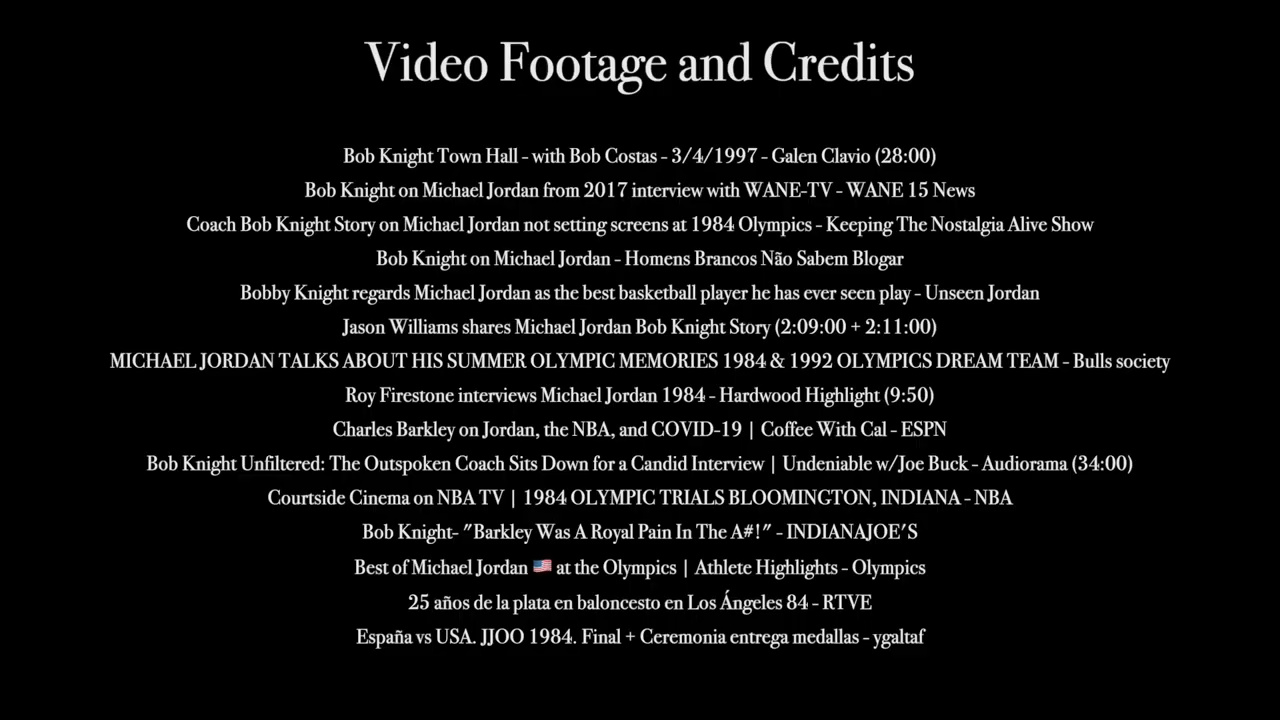 Video Footage and Credits
Bob Knight Town Hall - with Bob Costas - 3/4/1997 - Galen Clavio (28:00)
Bob Knight on Michael Jordan from 2017 interview with WANE-TV - WANE 15 News
Coach Bob Knight Story on Michael Jordan not setting screens at 1984 Olympics - Keeping The Nostalgia Alive Show
Bob Knight on Michael Jordan - Homens Brancos Não Sabem Blogar
Bobby Knight regards Michael Jordan as the best basketball player he has ever seen play - Unseen Jordan
Jason Williams shares Michael Jordan Bob Knight Story (2:09:00 + 2:11:00)
MICHAEL JORDAN TALKS ABOUT HIS SUMMER OLYMPIC MEMORIES 1984 & 1992 OLYMPICS DREAM TEAM - Bulls society
Roy Firestone interviews Michael Jordan 1984 - Hardwood Highlight (9:50)
Charles Barkley on Jordan, the NBA, and COVID-19 | Coffee With Cal - ESPN
Bob Knight Unfiltered: The Outspoken Coach Sits Down for a Candid Interview | Undeniable w/Joe Buck - Audiorama (34:00)
Courtside Cinema on NBA TV | 1984 OLYMPIC TRIALS BLOOMINGTON, INDIANA - NBA
Bob Knight- "Barkley Was A Royal Pain In The A#!" - INDIANAJOE'S
Best of Michael Jordan 🇺🇸 at the Olympics | Athlete Highlights - Olympics
25 años de la plata en baloncesto en Los Ángeles 84 - RTVE
España vs USA. JJOO 1984. Final + Ceremonia entrega medallas - ygaltaf